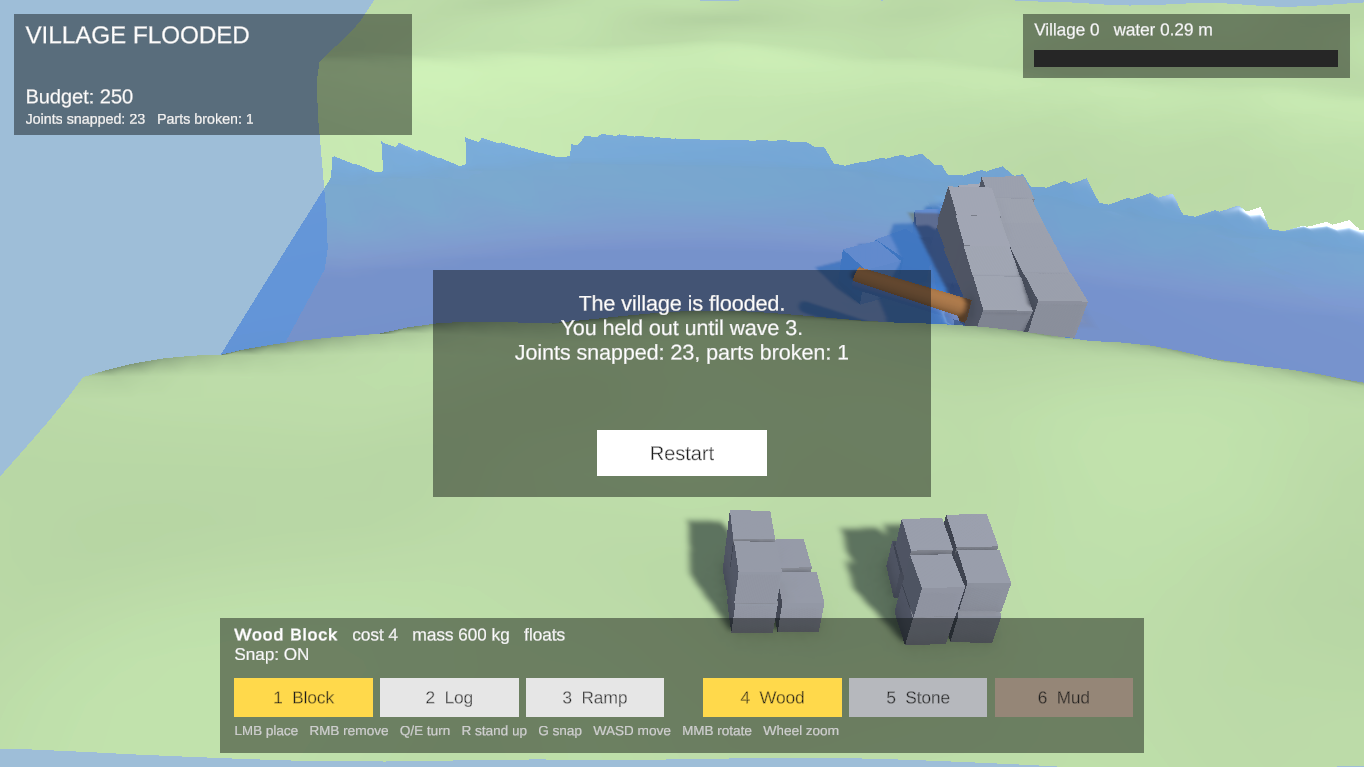 VILLAGE FLOODED
Budget: 250
Joints snapped: 23 Parts broken: 1
Village 0 water 0.29 m
The village is flooded.
You held out until wave 3.
Joints snapped: 23, parts broken: 1
Restart
Wood Block cost 4 mass 600 kg floats
Snap: ON
1 Block 2 Log 3 Ramp 4 Wood 5 Stone 6 Mud
LMB place RMB remove Q/E turn R stand up G snap WASD move MMB rotate Wheel zoom